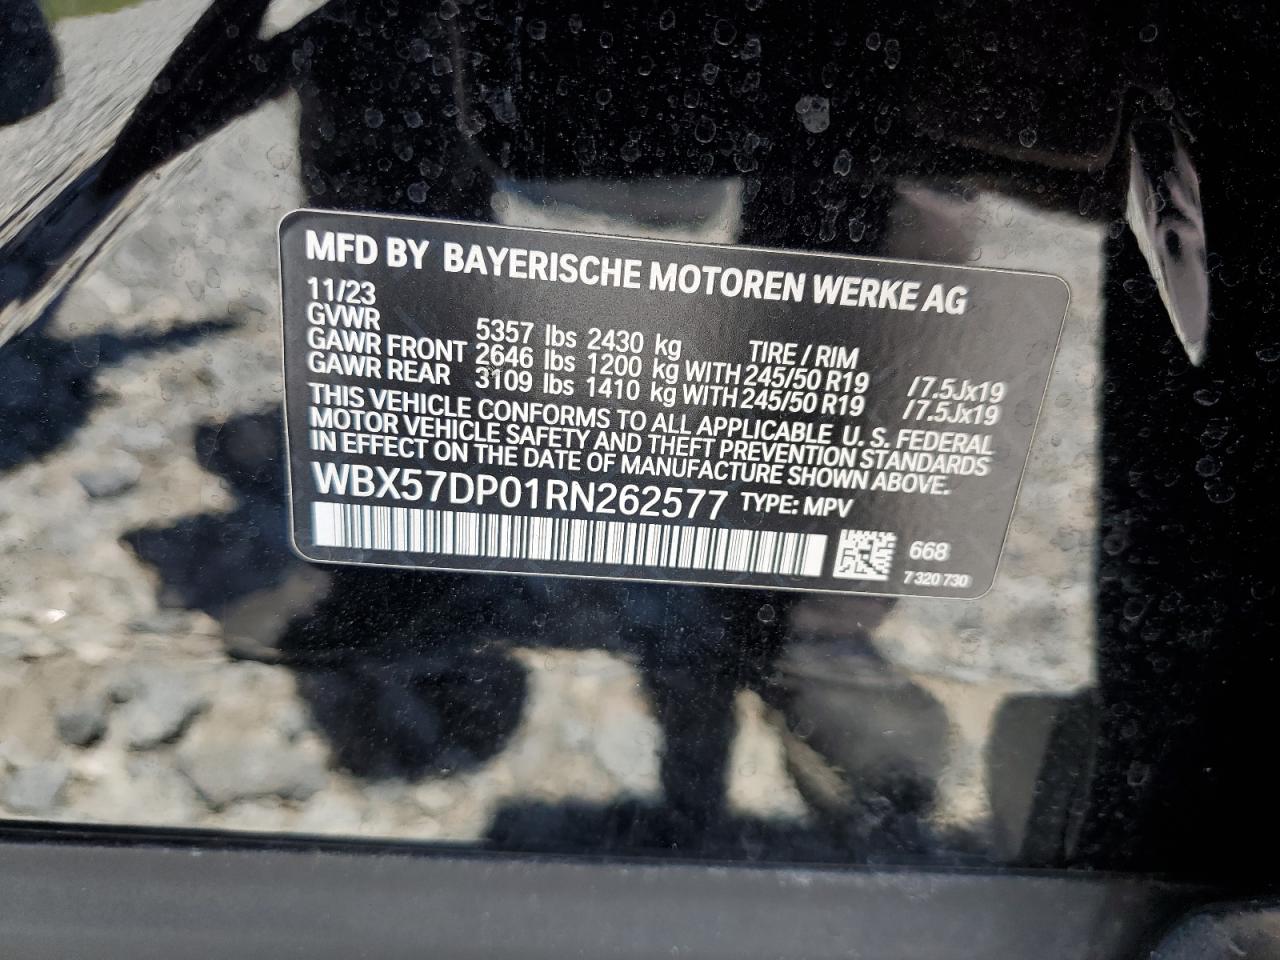 MFD BY BAYERISCHE MOTOREN WERKE AG
11/23
GVWR 5357 lbs 2430 kg TIRE / RIM
GAWR FRONT 2646 lbs 1200 kg WITH 245/50 R19 /7.5Jx19
GAWR REAR 3109 lbs 1410 kg WITH 245/50 R19 /7.5Jx19
THIS VEHICLE CONFORMS TO ALL APPLICABLE U. S. FEDERAL
MOTOR VEHICLE SAFETY AND THEFT PREVENTION STANDARDS
IN EFFECT ON THE DATE OF MANUFACTURE SHOWN ABOVE.
WBX57DP01RN262577 TYPE: MPV
668
7 320 730